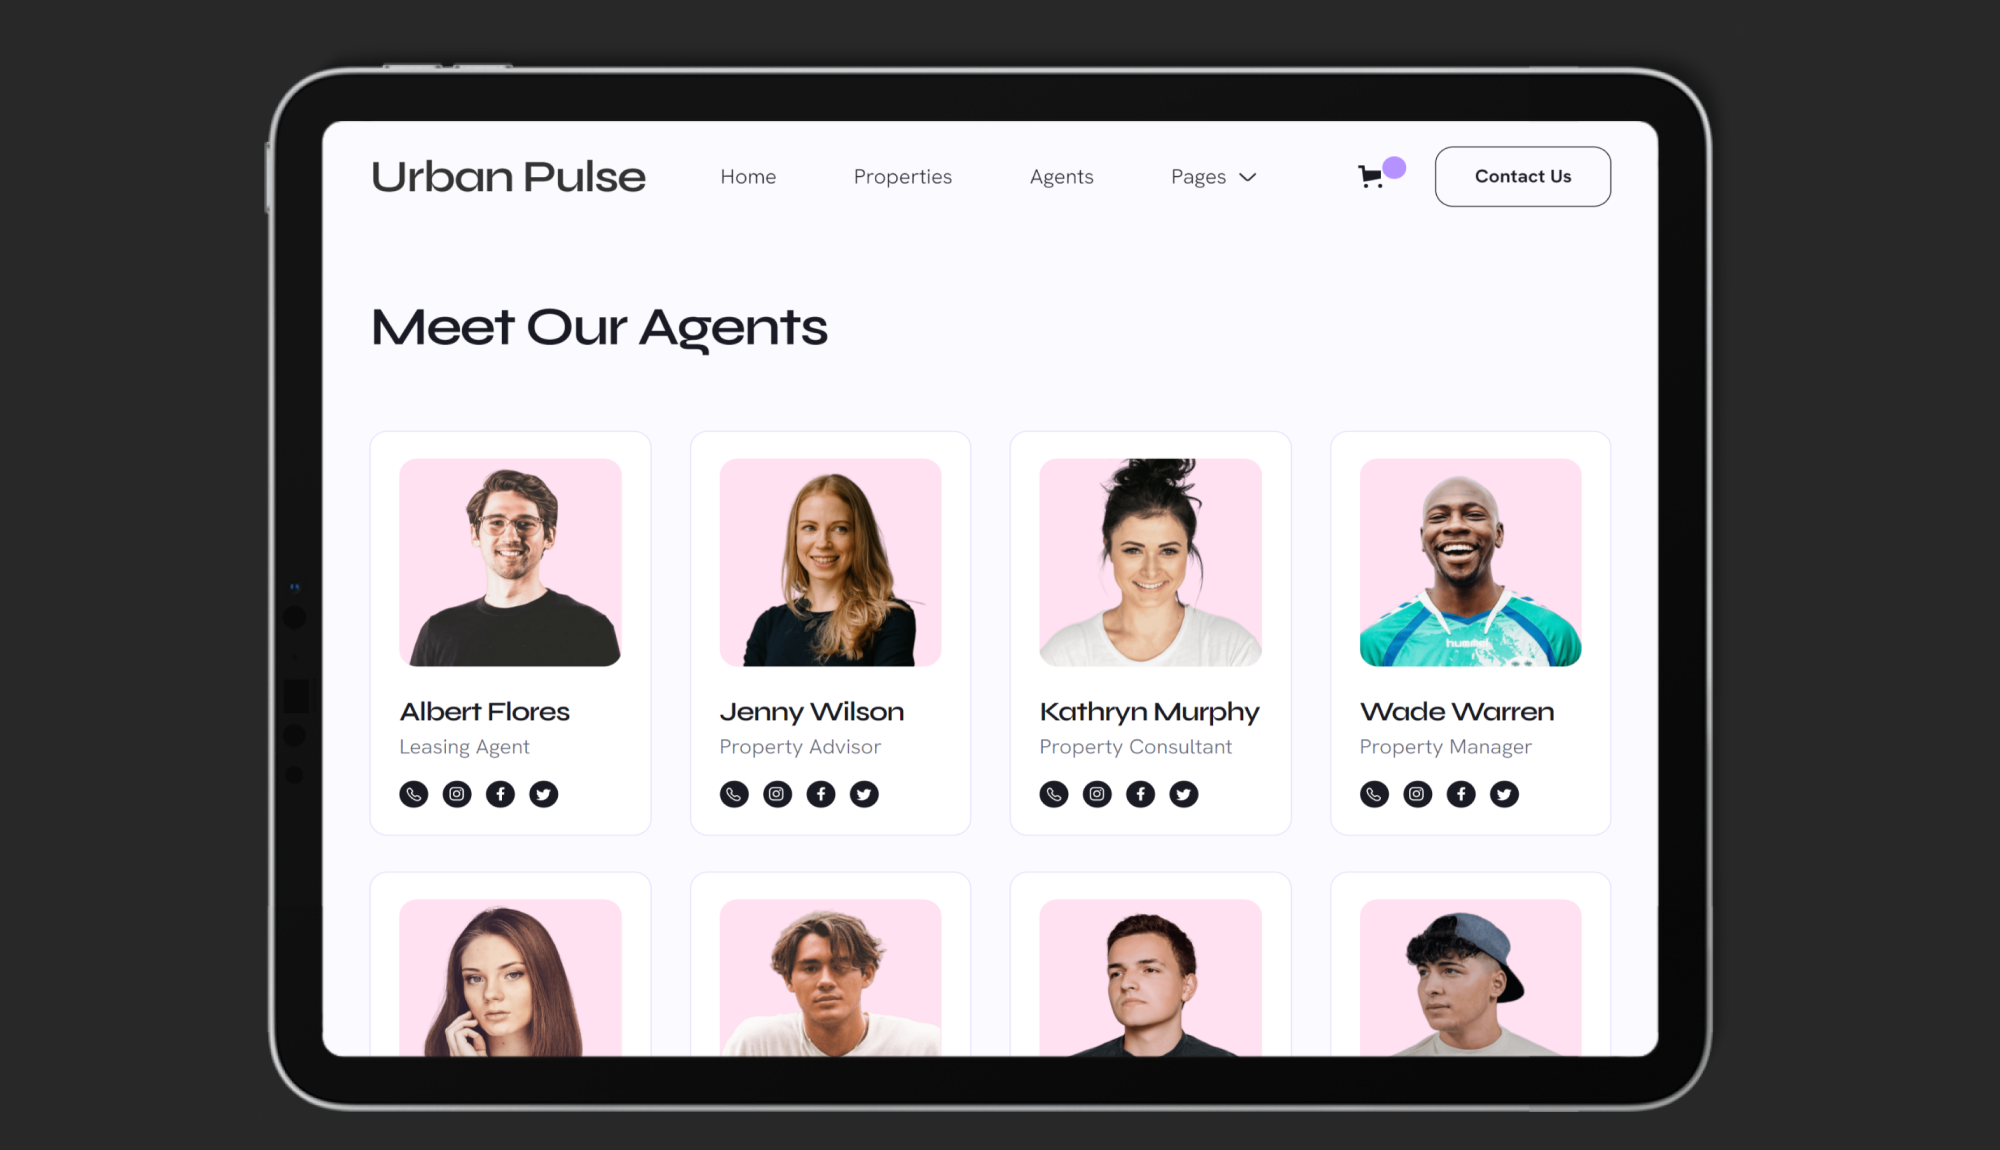 Urban Pulse
Home
Properties
Agents
Pages
Contact Us
Meet Our Agents
hummel
Albert Flores
Leasing Agent
Jenny Wilson
Property Advisor
Kathryn Murphy
Property Consultant
Wade Warren
Property Manager